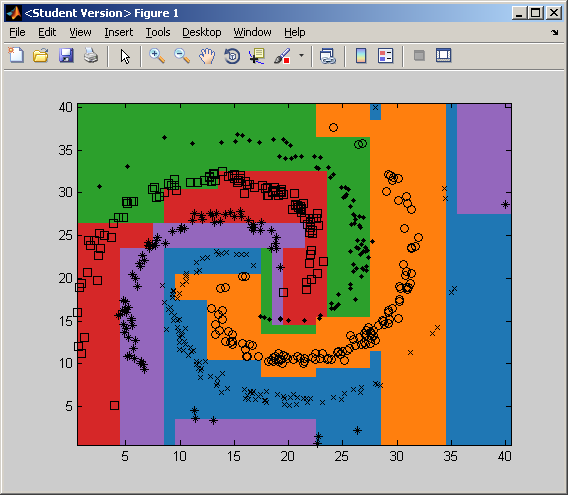 <Student Version> Figure 1
File Edit View Insert Tools Desktop Window Help
40
35
30
25
20
15
10
5
5 10 15 20 25 30 35 40